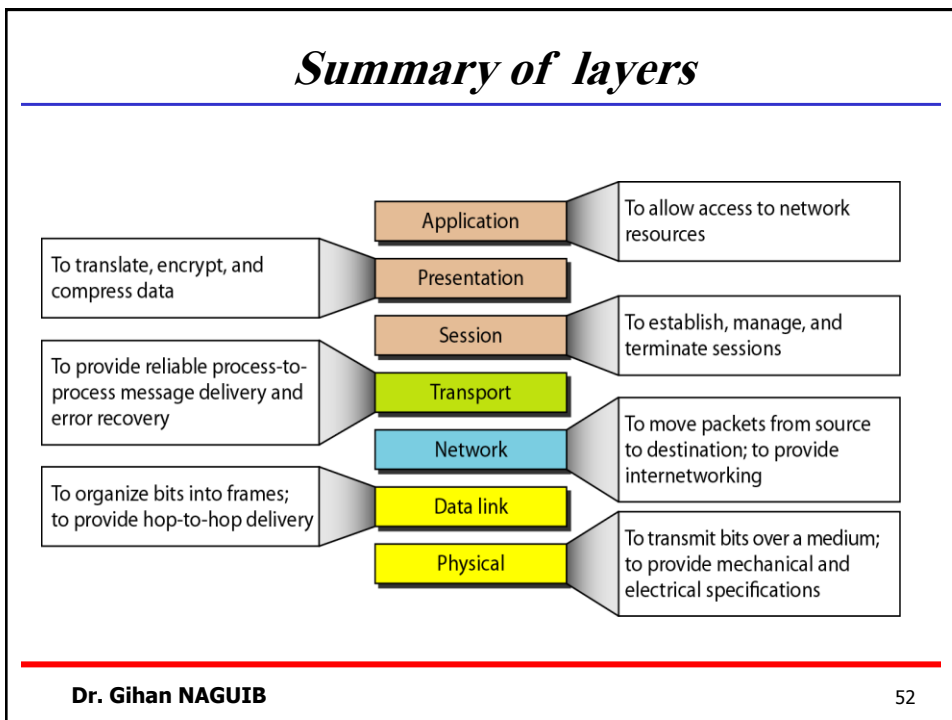 Summary of layers
Application
To allow access to network
resources
To translate, encrypt, and
compress data
Presentation
Session
To establish, manage, and
terminate sessions
To provide reliable process-to-
process message delivery and
error recovery
Transport
Network
To move packets from source
to destination; to provide
internetworking
To organize bits into frames;
to provide hop-to-hop delivery
Data link
Physical
To transmit bits over a medium;
to provide mechanical and
electrical specifications
Dr. Gihan NAGUIB
52